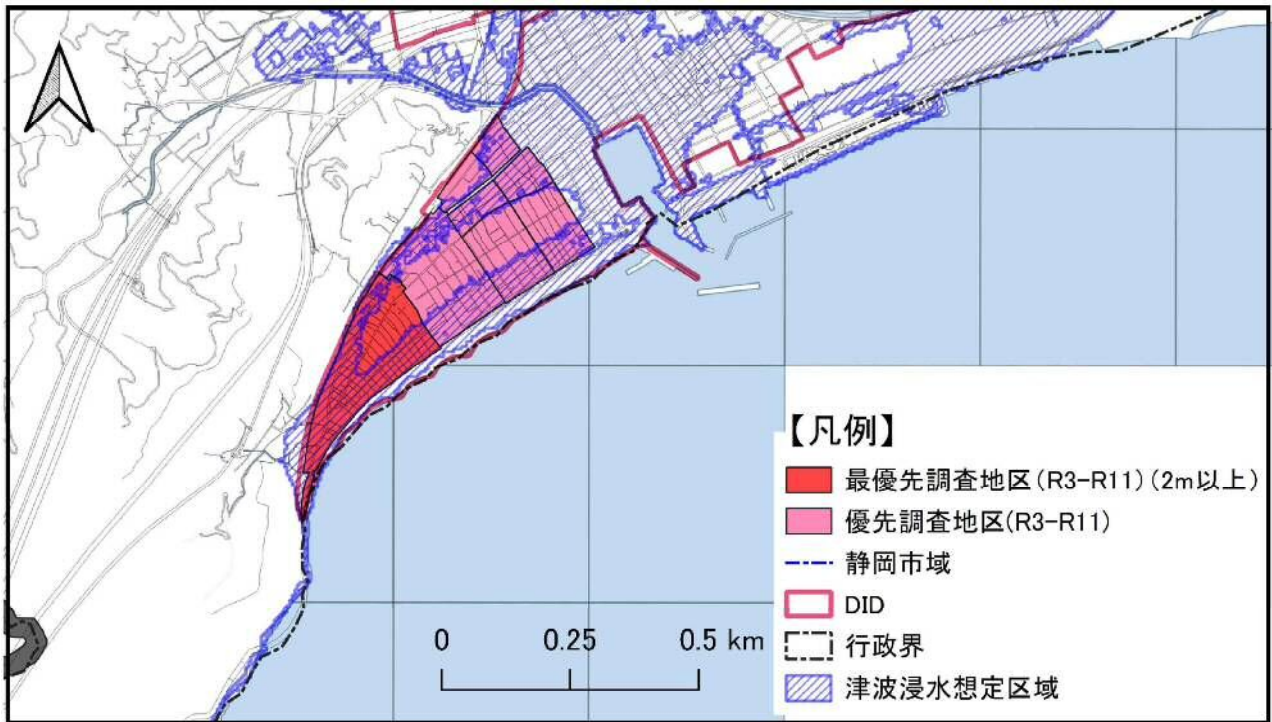 【凡例】
最優先調査地区(R3-R11)(2m以上)
優先調査地区(R3-R11)
静岡市域
DID
行政界
津波浸水想定区域
0 0.25 0.5 km